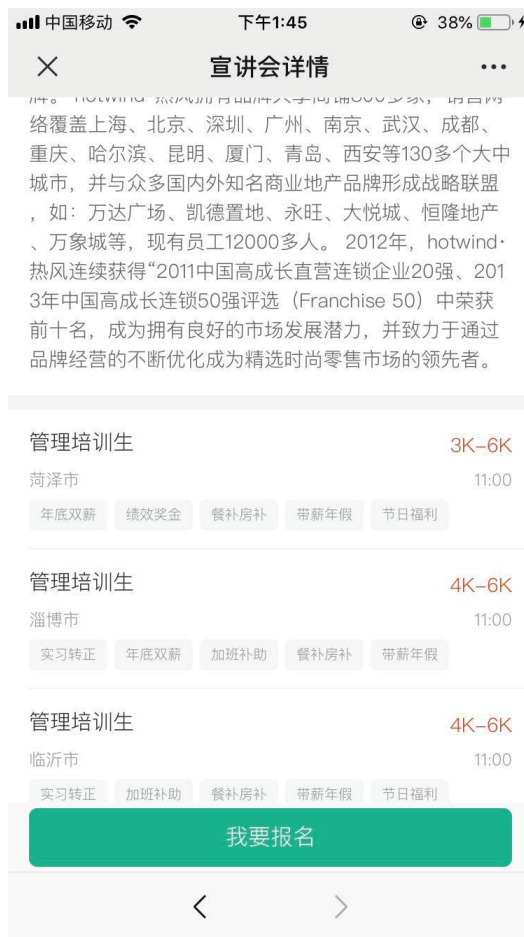 中国移动 下午1:45 38%
宣讲会详情
络覆盖上海、北京、深圳、广州、南京、武汉、成都、
重庆、哈尔滨、昆明、厦门、青岛、西安等130多个大中
城市，并与众多国内外知名商业地产品牌形成战略联盟
，如：万达广场、凯德置地、永旺、大悦城、恒隆地产
、万象城等，现有员工12000多人。 2012年，hotwind·
热风连续获得“2011中国高成长直营连锁企业20强、201
3年中国高成长连锁50强评选（Franchise 50）中荣获
前十名，成为拥有良好的市场发展潜力，并致力于通过
品牌经营的不断优化成为精选时尚零售市场的领先者。
管理培训生 3K-6K
菏泽市 11:00
年底双薪 绩效奖金 餐补房补 带薪年假 节日福利
管理培训生 4K-6K
淄博市 11:00
实习转正 年底双薪 加班补助 餐补房补 带薪年假
管理培训生 4K-6K
临沂市 11:00
实习转正 加班补助 餐补房补 带薪年假 节日福利
我要报名